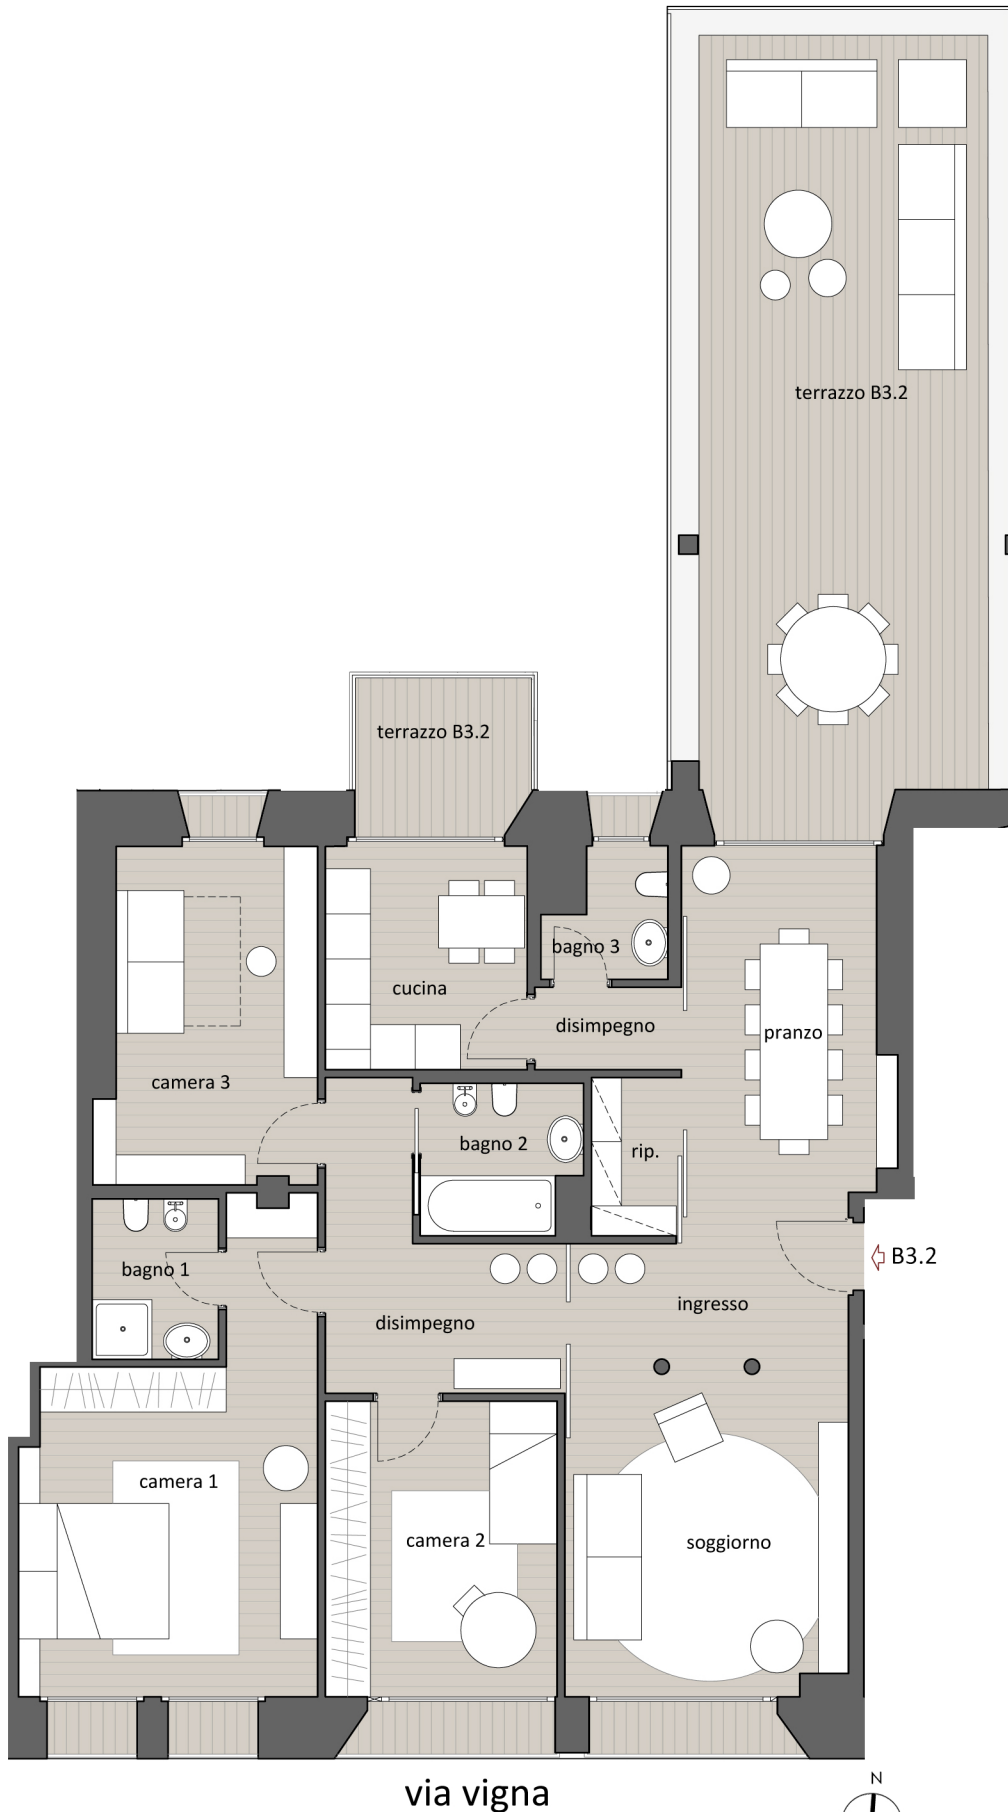 terrazzo B3.2
terrazzo B3.2
bagno 3
cucina
disimpegno
pranzo
camera 3
bagno 2
rip.
bagno 1
B3.2
ingresso
disimpegno
camera 1
camera 2
soggiorno
via vigna
N